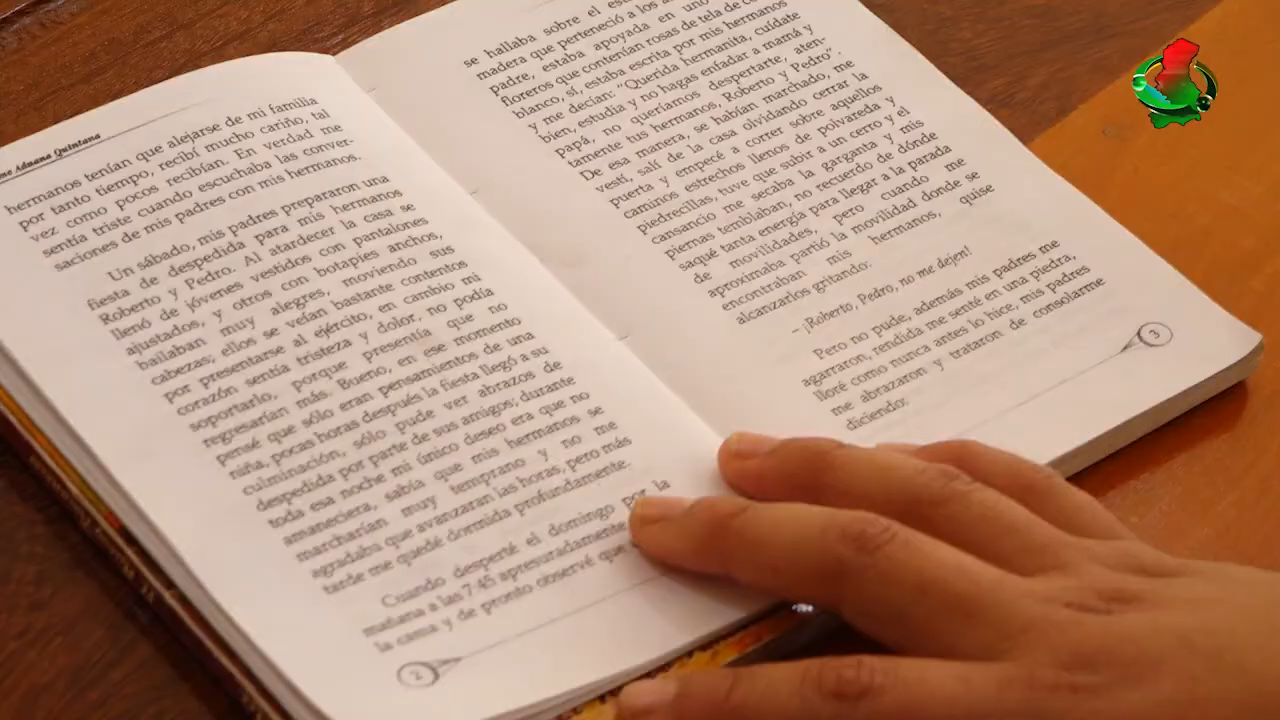 me Aduana Quintana
hermanos tenían que alejarse de mi familia
por tanto tiempo, recibí mucho cariño, tal
vez como pocos recibían. En verdad me
sentía triste cuando escuchaba las conver-
saciones de mis padres con mis hermanos.
Un sábado, mis padres prepararon una
fiesta de despedida para mis hermanos
Roberto y Pedro. Al atardecer la casa se
llenó de jóvenes vestidos con pantalones
ajustados, y otros con botapies anchos,
bailaban muy alegres, moviendo sus
cabezas; ellos se veían bastante contentos
por presentarse al ejército, en cambio mi
corazón sentía tristeza y dolor, no podía
soportarlo, porque presentía que no
regresarían más. Bueno, en ese momento
pensé que sólo eran pensamientos de una
niña, pocas horas después la fiesta llegó a su
culminación, sólo pude ver abrazos de
despedida por parte de sus amigos; durante
toda esa noche mi único deseo era que no
amaneciera, sabía que mis hermanos se
marcharían muy temprano y no me
agradaba que avanzaran las horas, pero más
tarde me quedé dormida profundamente.
Cuando desperté el domingo por la
mañana a las 7:45 apresuradamente
la cama y de pronto observé que
2
se hallaba sobre el
madera que perteneció a los
padre, estaba apoyada en uno
floreros que contenían rosas de tela de
blanco, sí, estaba escrita por mis hermanos
y me decían: "Querida hermanita, cuídate
bien, estudia y no hagas enfadar a mamá y
papá, no queríamos despertarte, aten-
tamente tus hermanos, Roberto y Pedro".
De esa manera, se habían marchado, me
vestí, salí de la casa olvidando cerrar la
puerta y empecé a correr sobre aquellos
caminos estrechos llenos de polvareda y
piedrecillas, tuve que subir a un cerro y el
cansancio me secaba la garganta y mis
piernas temblaban, no recuerdo de dónde
saqué tanta energía para llegar a la parada
de movilidades, pero cuando me
aproximaba partió la movilidad donde se
encontraban mis hermanos, quise
alcanzarlos gritando:
– ¡Roberto, Pedro, no me dejen!
Pero no pude, además mis padres me
agarraron, rendida me senté en una piedra,
lloré como nunca antes lo hice, mis padres
me abrazaron y trataron de consolarme
diciendo:
3